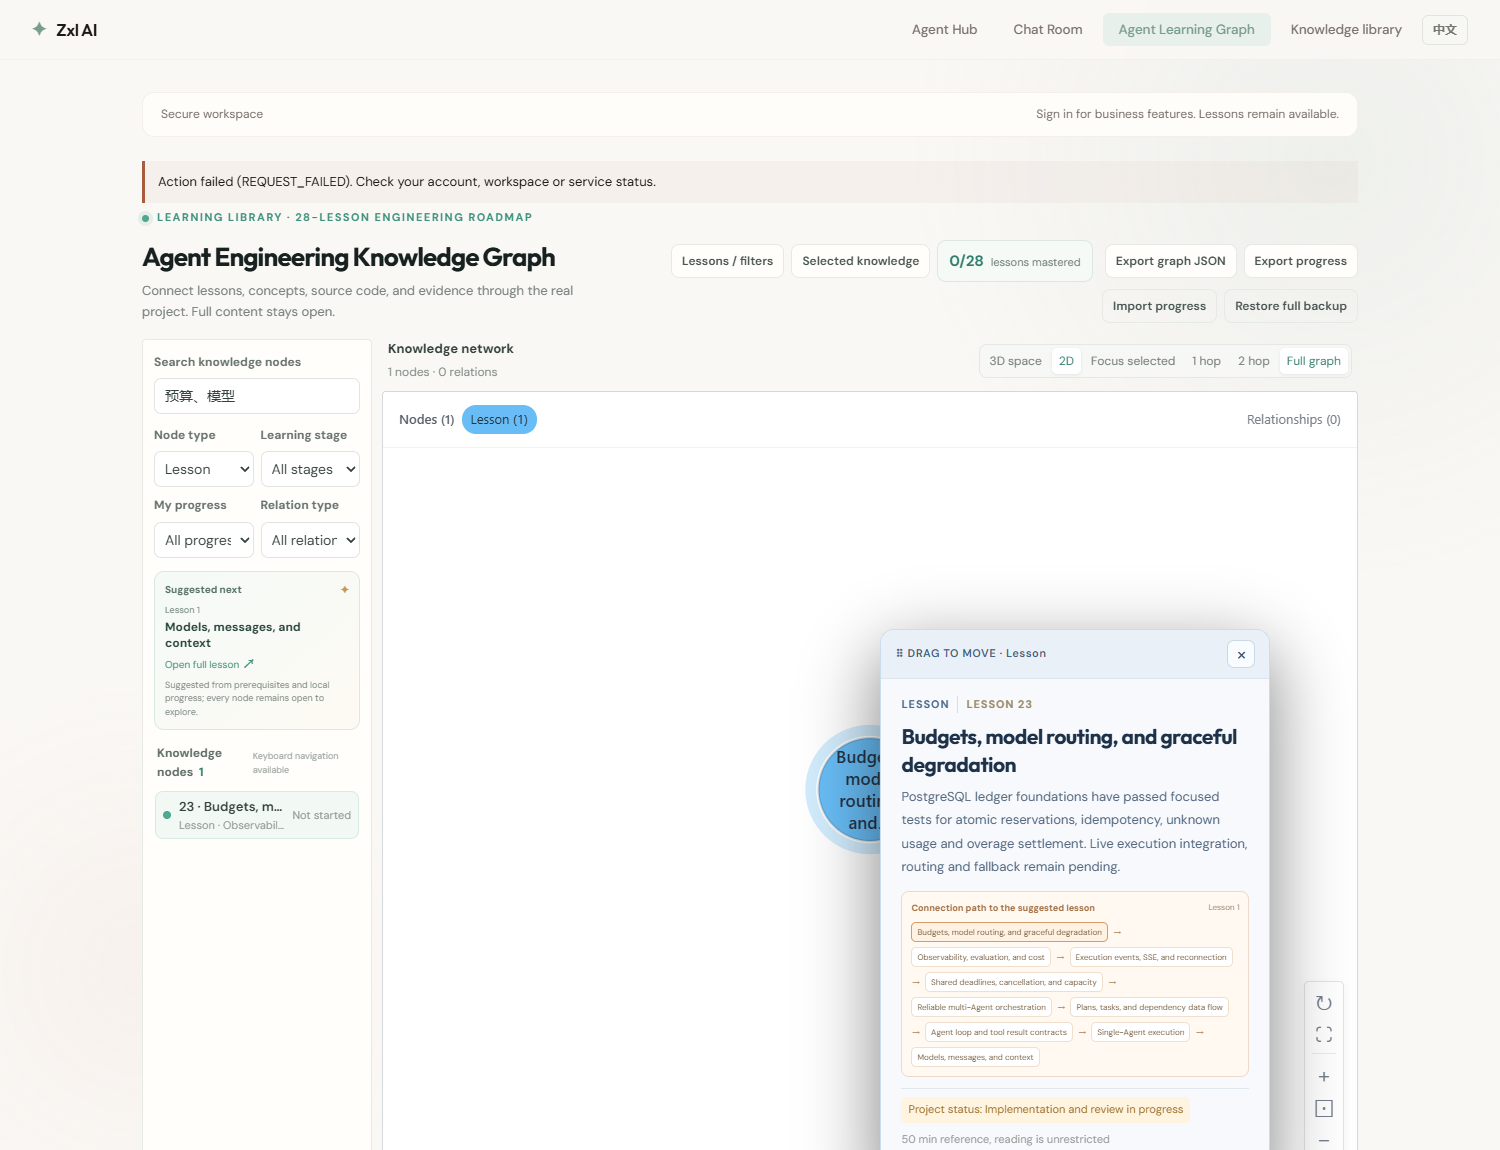 Zxl AI
Agent Hub
Chat Room
Agent Learning Graph
Knowledge library
中文
Secure workspace
Sign in for business features. Lessons remain available.
Action failed (REQUEST_FAILED). Check your account, workspace or service status.
LEARNING LIBRARY · 28-LESSON ENGINEERING ROADMAP
Agent Engineering Knowledge Graph
Connect lessons, concepts, source code, and evidence through the real
project. Full content stays open.
Lessons / filters
Selected knowledge
0/28 lessons mastered
Export graph JSON
Export progress
Import progress
Restore full backup
Search knowledge nodes
预算、模型
Node type
Learning stage
Lesson
All stages
My progress
Relation type
All progres
All relatior
Suggested next
Lesson 1
Models, messages, and
context
Open full lesson ↗
Suggested from prerequisites and local
progress; every node remains open to
explore.
Knowledge
nodes 1
Keyboard navigation
available
23 · Budgets, m...
Lesson · Observabil...
Not started
Knowledge network
1 nodes · 0 relations
3D space
2D
Focus selected
1 hop
2 hop
Full graph
Nodes (1)
Lesson (1)
Relationships (0)
Budge
mod
routin
and.
⠿ DRAG TO MOVE · Lesson
×
LESSON
LESSON 23
Budgets, model routing, and graceful
degradation
PostgreSQL ledger foundations have passed focused
tests for atomic reservations, idempotency, unknown
usage and overage settlement. Live execution integration,
routing and fallback remain pending.
Connection path to the suggested lesson
Lesson 1
Budgets, model routing, and graceful degradation →
Observability, evaluation, and cost → Execution events, SSE, and reconnection
→ Shared deadlines, cancellation, and capacity →
Reliable multi-Agent orchestration → Plans, tasks, and dependency data flow
→ Agent loop and tool result contracts → Single-Agent execution →
Models, messages, and context
Project status: Implementation and review in progress
50 min reference, reading is unrestricted